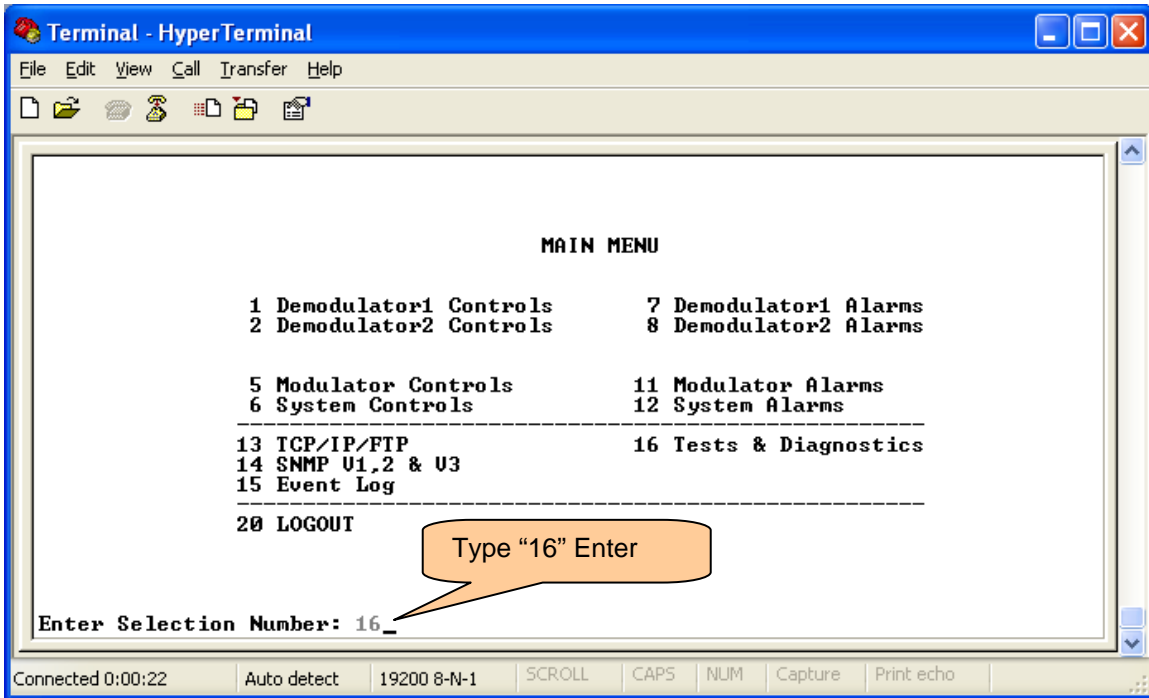 Terminal - HyperTerminal
File Edit View Call Transfer Help
MAIN MENU
1 Demodulator1 Controls 7 Demodulator1 Alarms
2 Demodulator2 Controls 8 Demodulator2 Alarms
5 Modulator Controls 11 Modulator Alarms
6 System Controls 12 System Alarms
13 TCP/IP/FTP 16 Tests & Diagnostics
14 SNMP V1,2 & V3
15 Event Log
20 LOGOUT
Type “16” Enter
Enter Selection Number: 16_
Connected 0:00:22 Auto detect 19200 8-N-1 SCROLL CAPS NUM Capture Print echo